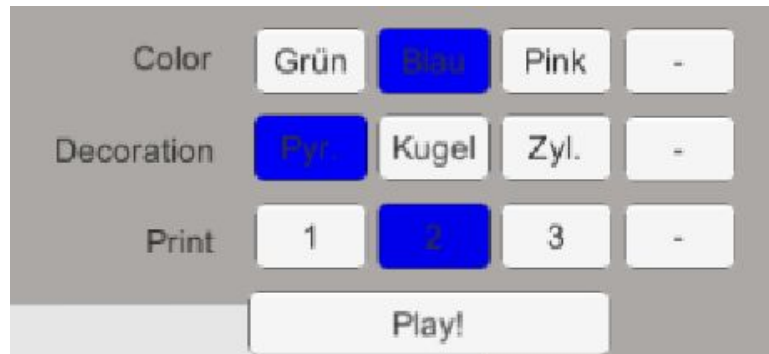 Color Grün Blau Pink -
Decoration Pyr. Kugel Zyl. -
Print 1 2 3 -
Play!